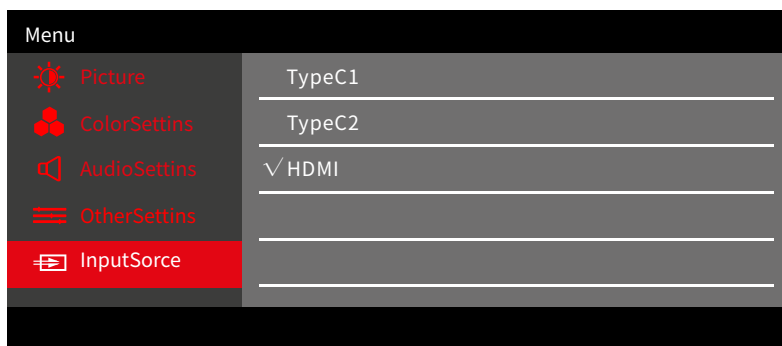 Menu
Picture
ColorSettins
AudioSettins
OtherSettins
InputSorce
TypeC1
TypeC2
√HDMI